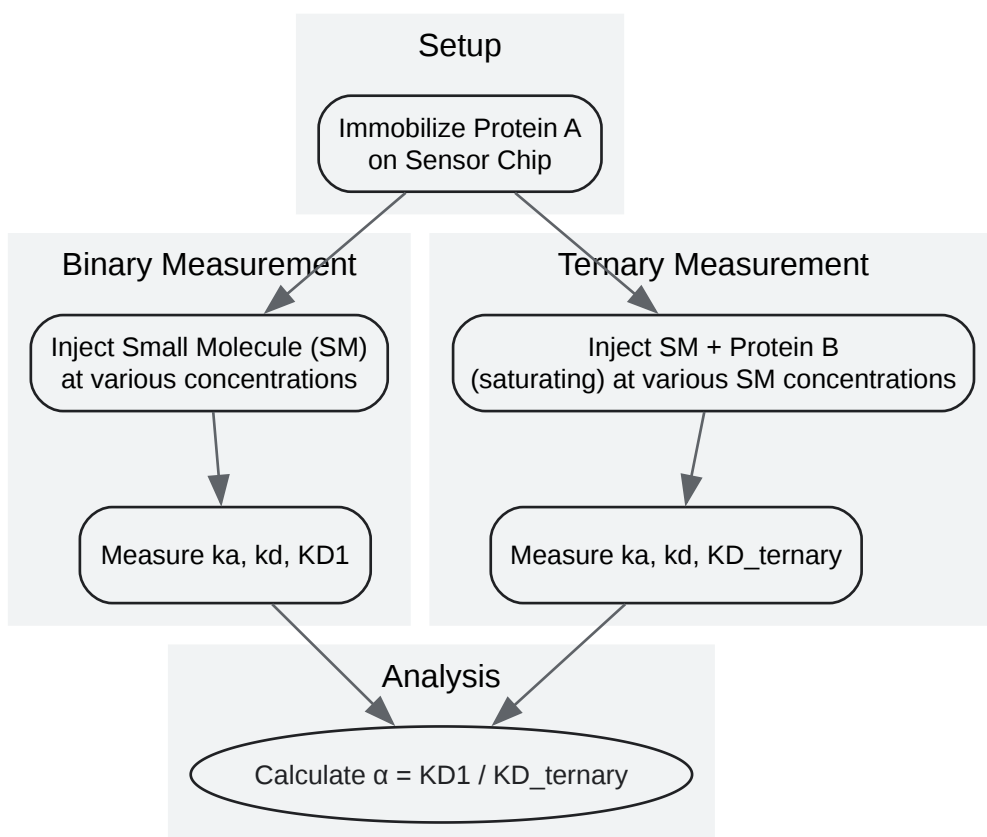 Setup
Immobilize Protein A
on Sensor Chip
Binary Measurement
Inject Small Molecule (SM)
at various concentrations
Measure ka, kd, KD1
Ternary Measurement
Inject SM + Protein B
(saturating) at various SM concentrations
Measure ka, kd, KD_ternary
Analysis
Calculate α = KD1 / KD_ternary